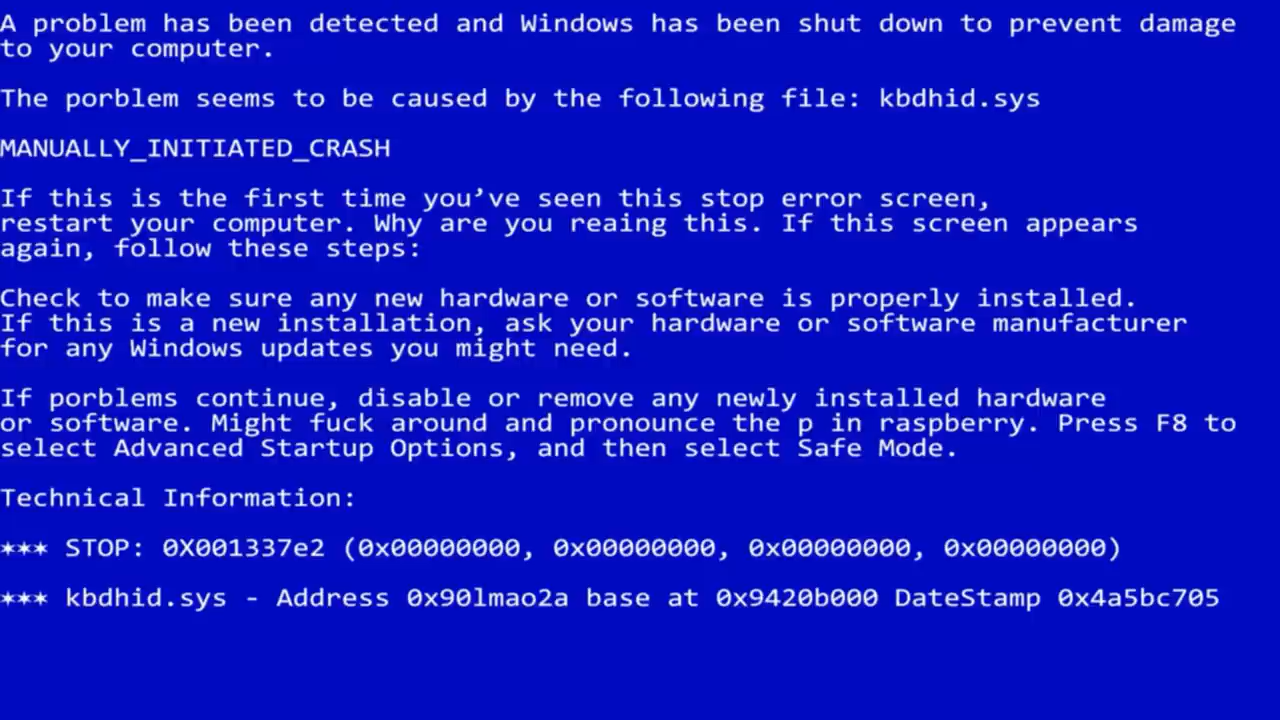 A problem has been detected and Windows has been shut down to prevent damage
to your computer.
The porblem seems to be caused by the following file: kbdhid.sys
MANUALLY_INITIATED_CRASH
If this is the first time you’ve seen this stop error screen,
restart your computer. Why are you reaing this. If this screen appears
again, follow these steps:
Check to make sure any new hardware or software is properly installed.
If this is a new installation, ask your hardware or software manufacturer
for any Windows updates you might need.
If porblems continue, disable or remove any newly installed hardware
or software. Might fuck around and pronounce the p in raspberry. Press F8 to
select Advanced Startup Options, and then select Safe Mode.
Technical Information:
*** STOP: 0X001337e2 (0x00000000, 0x00000000, 0x00000000, 0x00000000)
*** kbdhid.sys - Address 0x90lmao2a base at 0x9420b000 DateStamp 0x4a5bc705